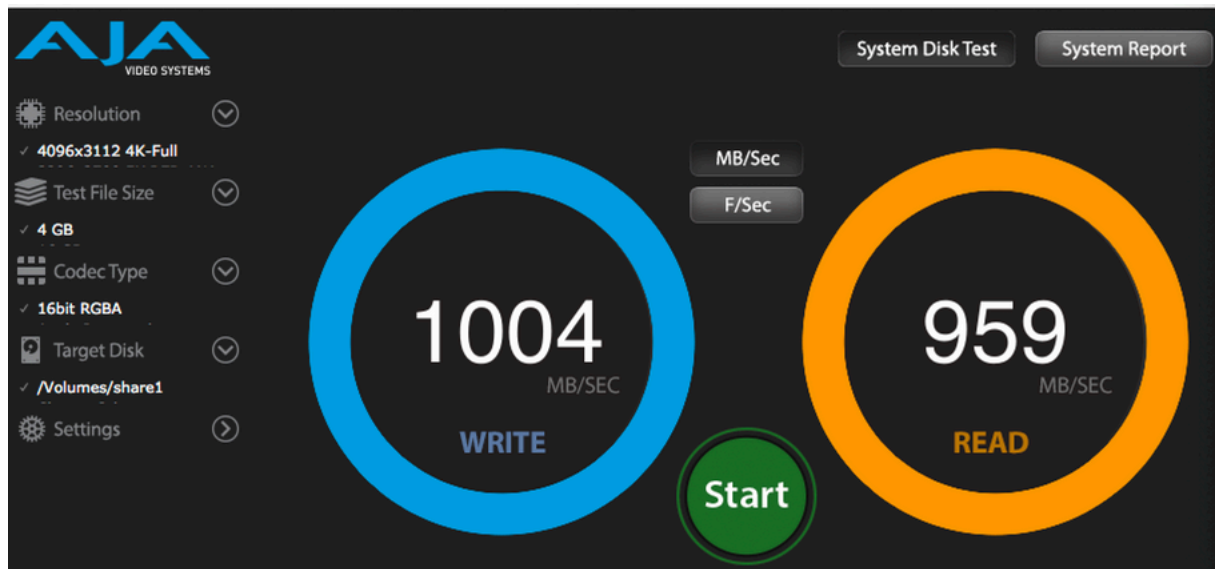 AJA
VIDEO SYSTEMS
System Disk Test
System Report
Resolution
4096x3112 4K-Full
Test File Size
4 GB
Codec Type
16bit RGBA
Target Disk
/Volumes/share1
Settings
MB/Sec
F/Sec
1004
MB/SEC
WRITE
959
MB/SEC
READ
Start